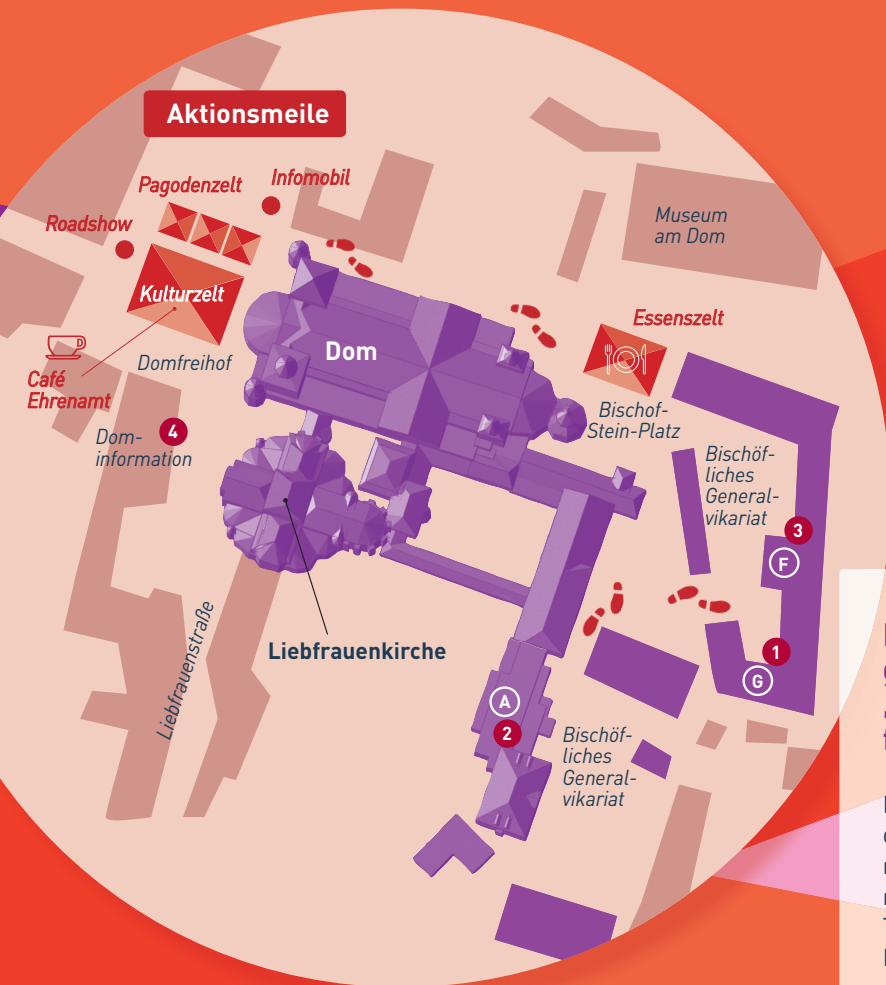 Aktionsmeile
Pagodenzelt
Infomobil
Roadshow
Kulturzelt
Museum
am Dom
Essenszelt
D
Café
Ehrenamt
Domfreihof
Dom
Bischof-
Stein-Platz
Dom-
information
4
Bischöf-
liches
General-
vikariat
3
F
Liebfrauenstraße
Liebfrauenkirche
1
G
A
2
Bischöf-
liches
General-
vikariat